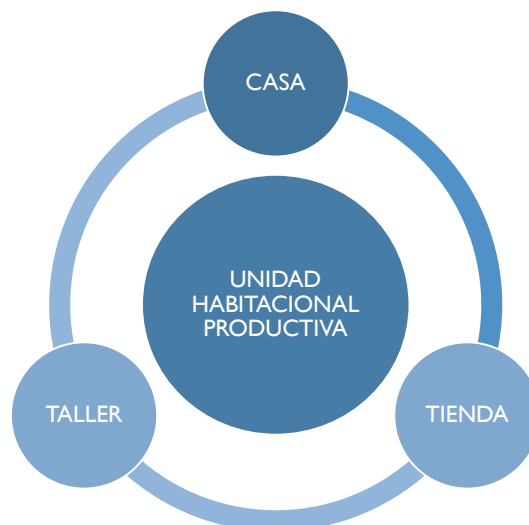 CASA
UNIDAD
HABITACIONAL
PRODUCTIVA
TALLER
TIENDA